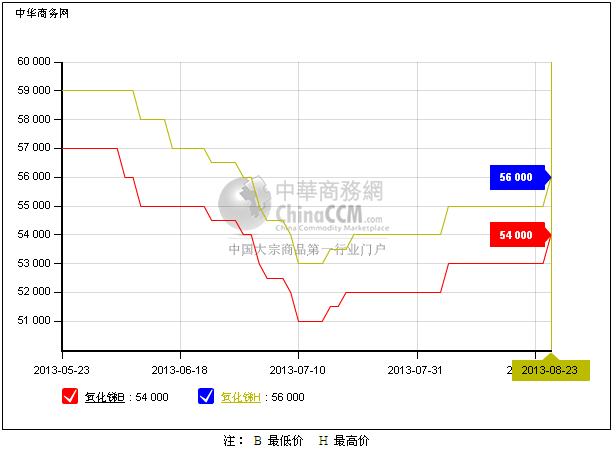 中华商务网
60 000
59 000
58 000
57 000
56 000
55 000
54 000
53 000
52 000
51 000
中華商務網
ChinaCCM.com
China Commodity Marketplace
中国大宗商品第一行业门户
56 000
54 000
2013-05-23
2013-06-18
2013-07-10
2013-07-31
2013-08-23
氧化镝B : 54 000
氧化镝H : 56 000
注： B 最低价 H 最高价